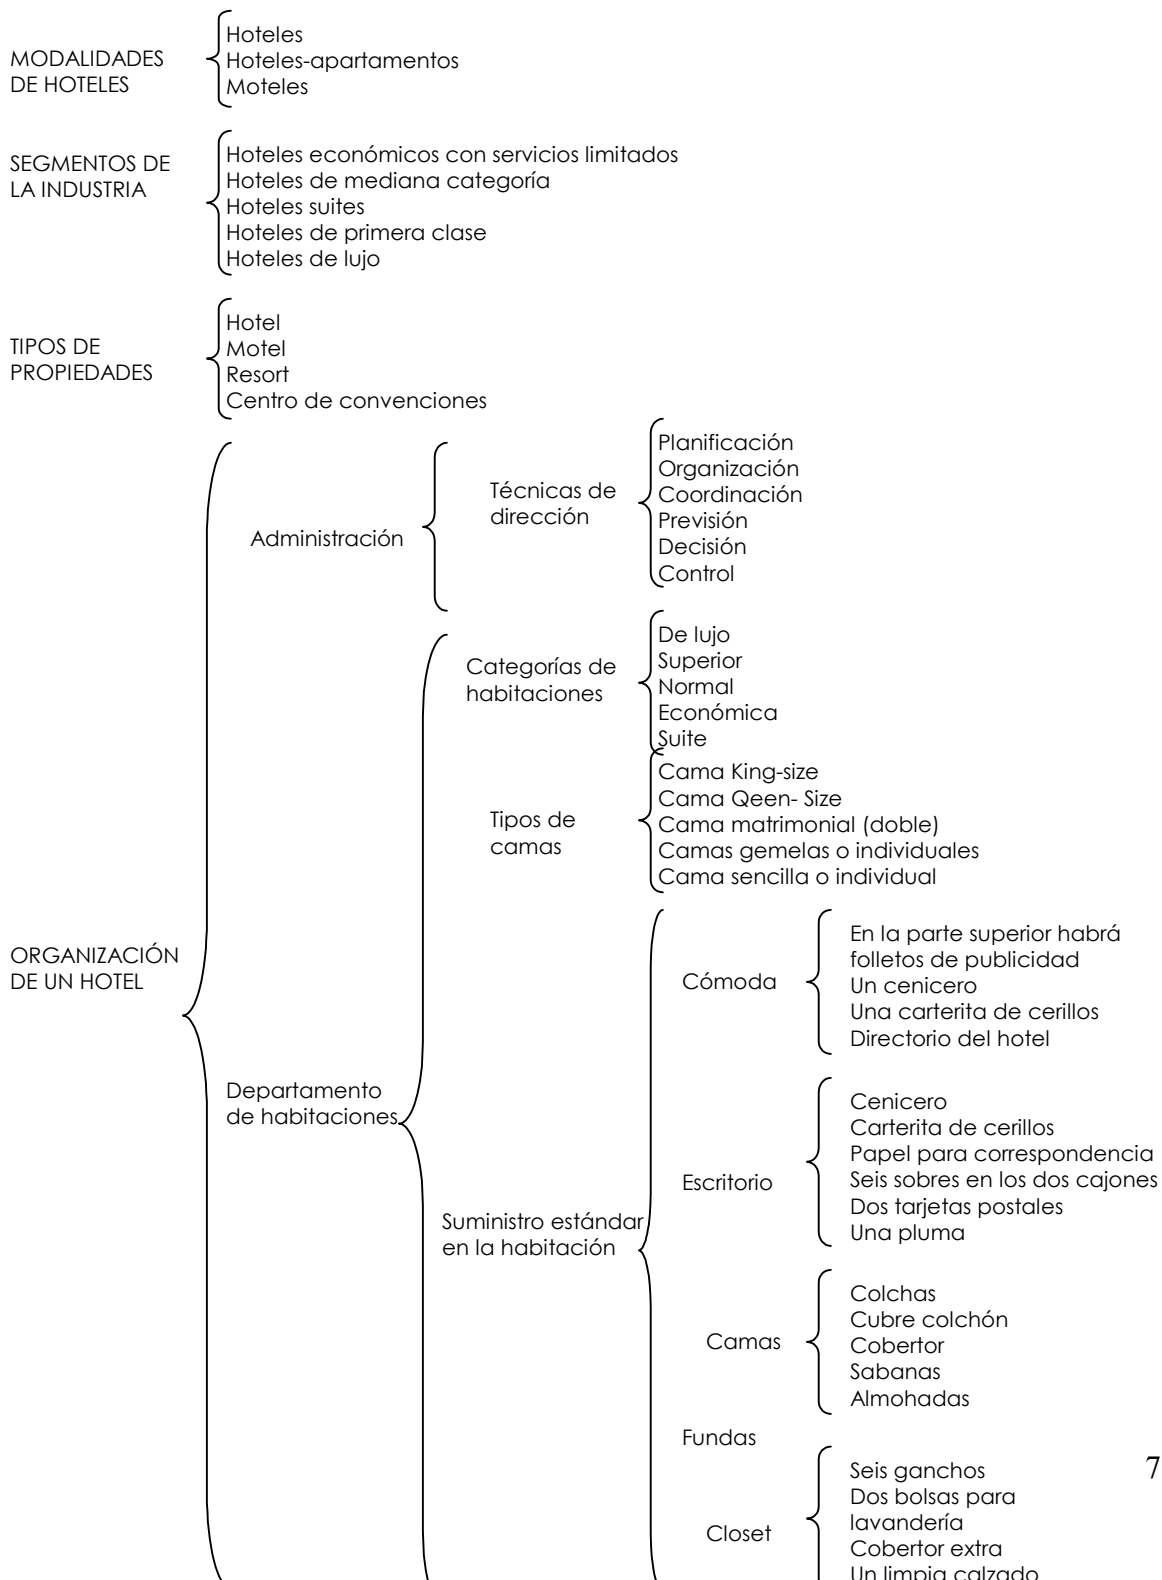 Hoteles
Hoteles-apartamentos
Moteles
MODALIDADES
DE HOTELES
SEGMENTOS DE
LA INDUSTRIA
Hoteles económicos con servicios limitados
Hoteles de mediana categoría
Hoteles suites
Hoteles de primera clase
Hoteles de lujo
TIPOS DE
PROPIEDADES
Hotel
Motel
Resort
Centro de convenciones
ORGANIZACIÓN
DE UN HOTEL
Administración
Técnicas de
dirección
Planificación
Organización
Coordinación
Previsión
Decisión
Control
Departamento
de habitaciones
Categorías de
habitaciones
De lujo
Superior
Normal
Económica
Suite
Tipos de
camas
Cama King-size
Cama Qeen- Size
Cama matrimonial (doble)
Camas gemelas o individuales
Cama sencilla o individual
Suministro estándar
en la habitación
Cómoda
En la parte superior habrá
folletos de publicidad
Un cenicero
Una carterita de cerillos
Directorio del hotel
Escritorio
Cenicero
Carterita de cerillos
Papel para correspondencia
Seis sobres en los dos cajones
Dos tarjetas postales
Una pluma
Camas
Colchas
Cubre colchón
Cobertor
Sabanas
Almohadas
Fundas
Closet
Seis ganchos
Dos bolsas para
lavandería
Cobertor extra
Un limpia calzado
7